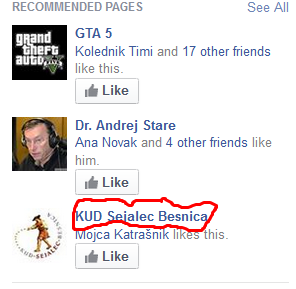 RECOMMENDED PAGES See All
grand theft auto V
GTA 5
Kolednik Timi and 17 other friends
like this.
Like
Dr. Andrej Stare
Ana Novak and 4 other friends like
him.
Like
KUD Sejalec Besnica
Mojca Katrašnik likes this.
Like
KUD-SEJALEC